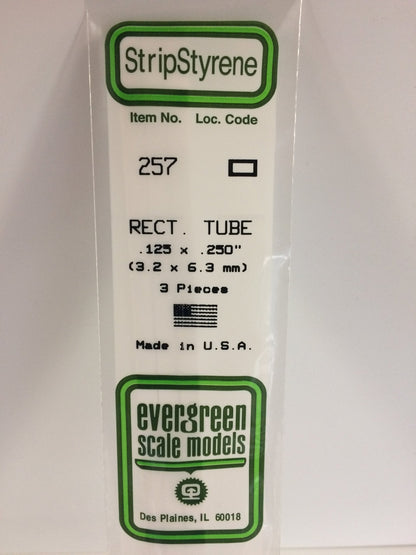 StripStyrene
Item No. Loc. Code
257
RECT. TUBE
.125 x .250"
(3.2 x 6.3 mm)
3 Pieces
Made in U.S.A.
evergreen
scale models
Des Plaines, IL 60018